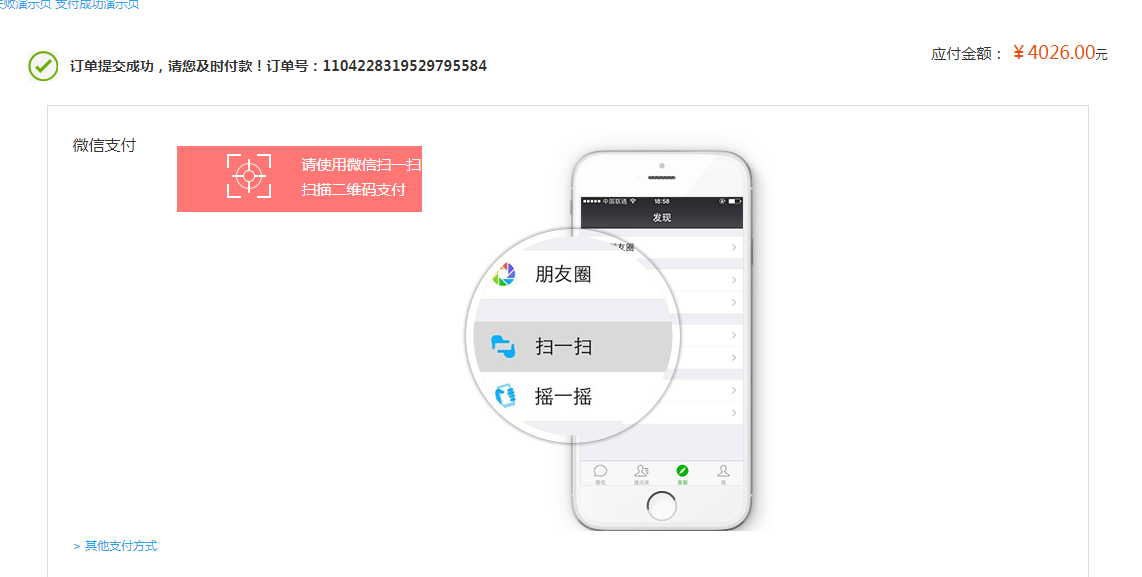 失败演示页 支付成功演示页
订单提交成功，请您及时付款！订单号：1104228319529795584
应付金额： ￥4026.00元
微信支付
请使用微信扫一扫
扫描二维码支付
中国联通 18:58
发现
朋友圈
朋友圈
扫一扫
摇一摇
微信 通讯录 发现 我
> 其他支付方式